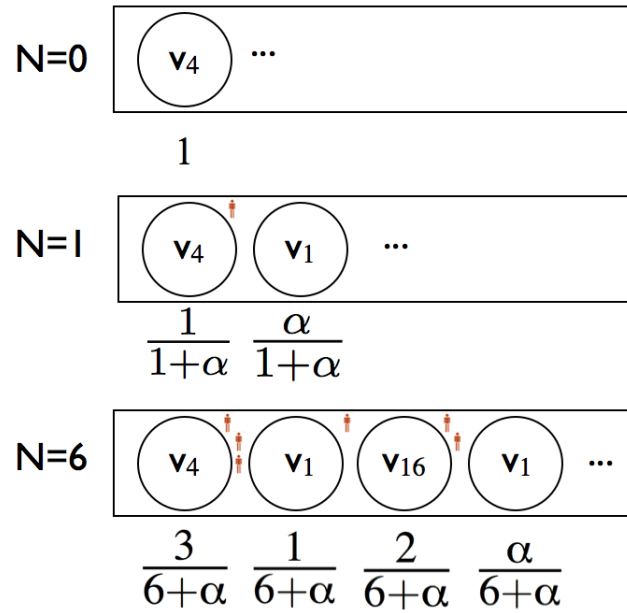 N=0 v₄ ...
1
N=1 v₄ v₁ ...
1/(1+α) α/(1+α)
N=6 v₄ v₁ v₁₆ v₁ ...
3/(6+α) 1/(6+α) 2/(6+α) α/(6+α)